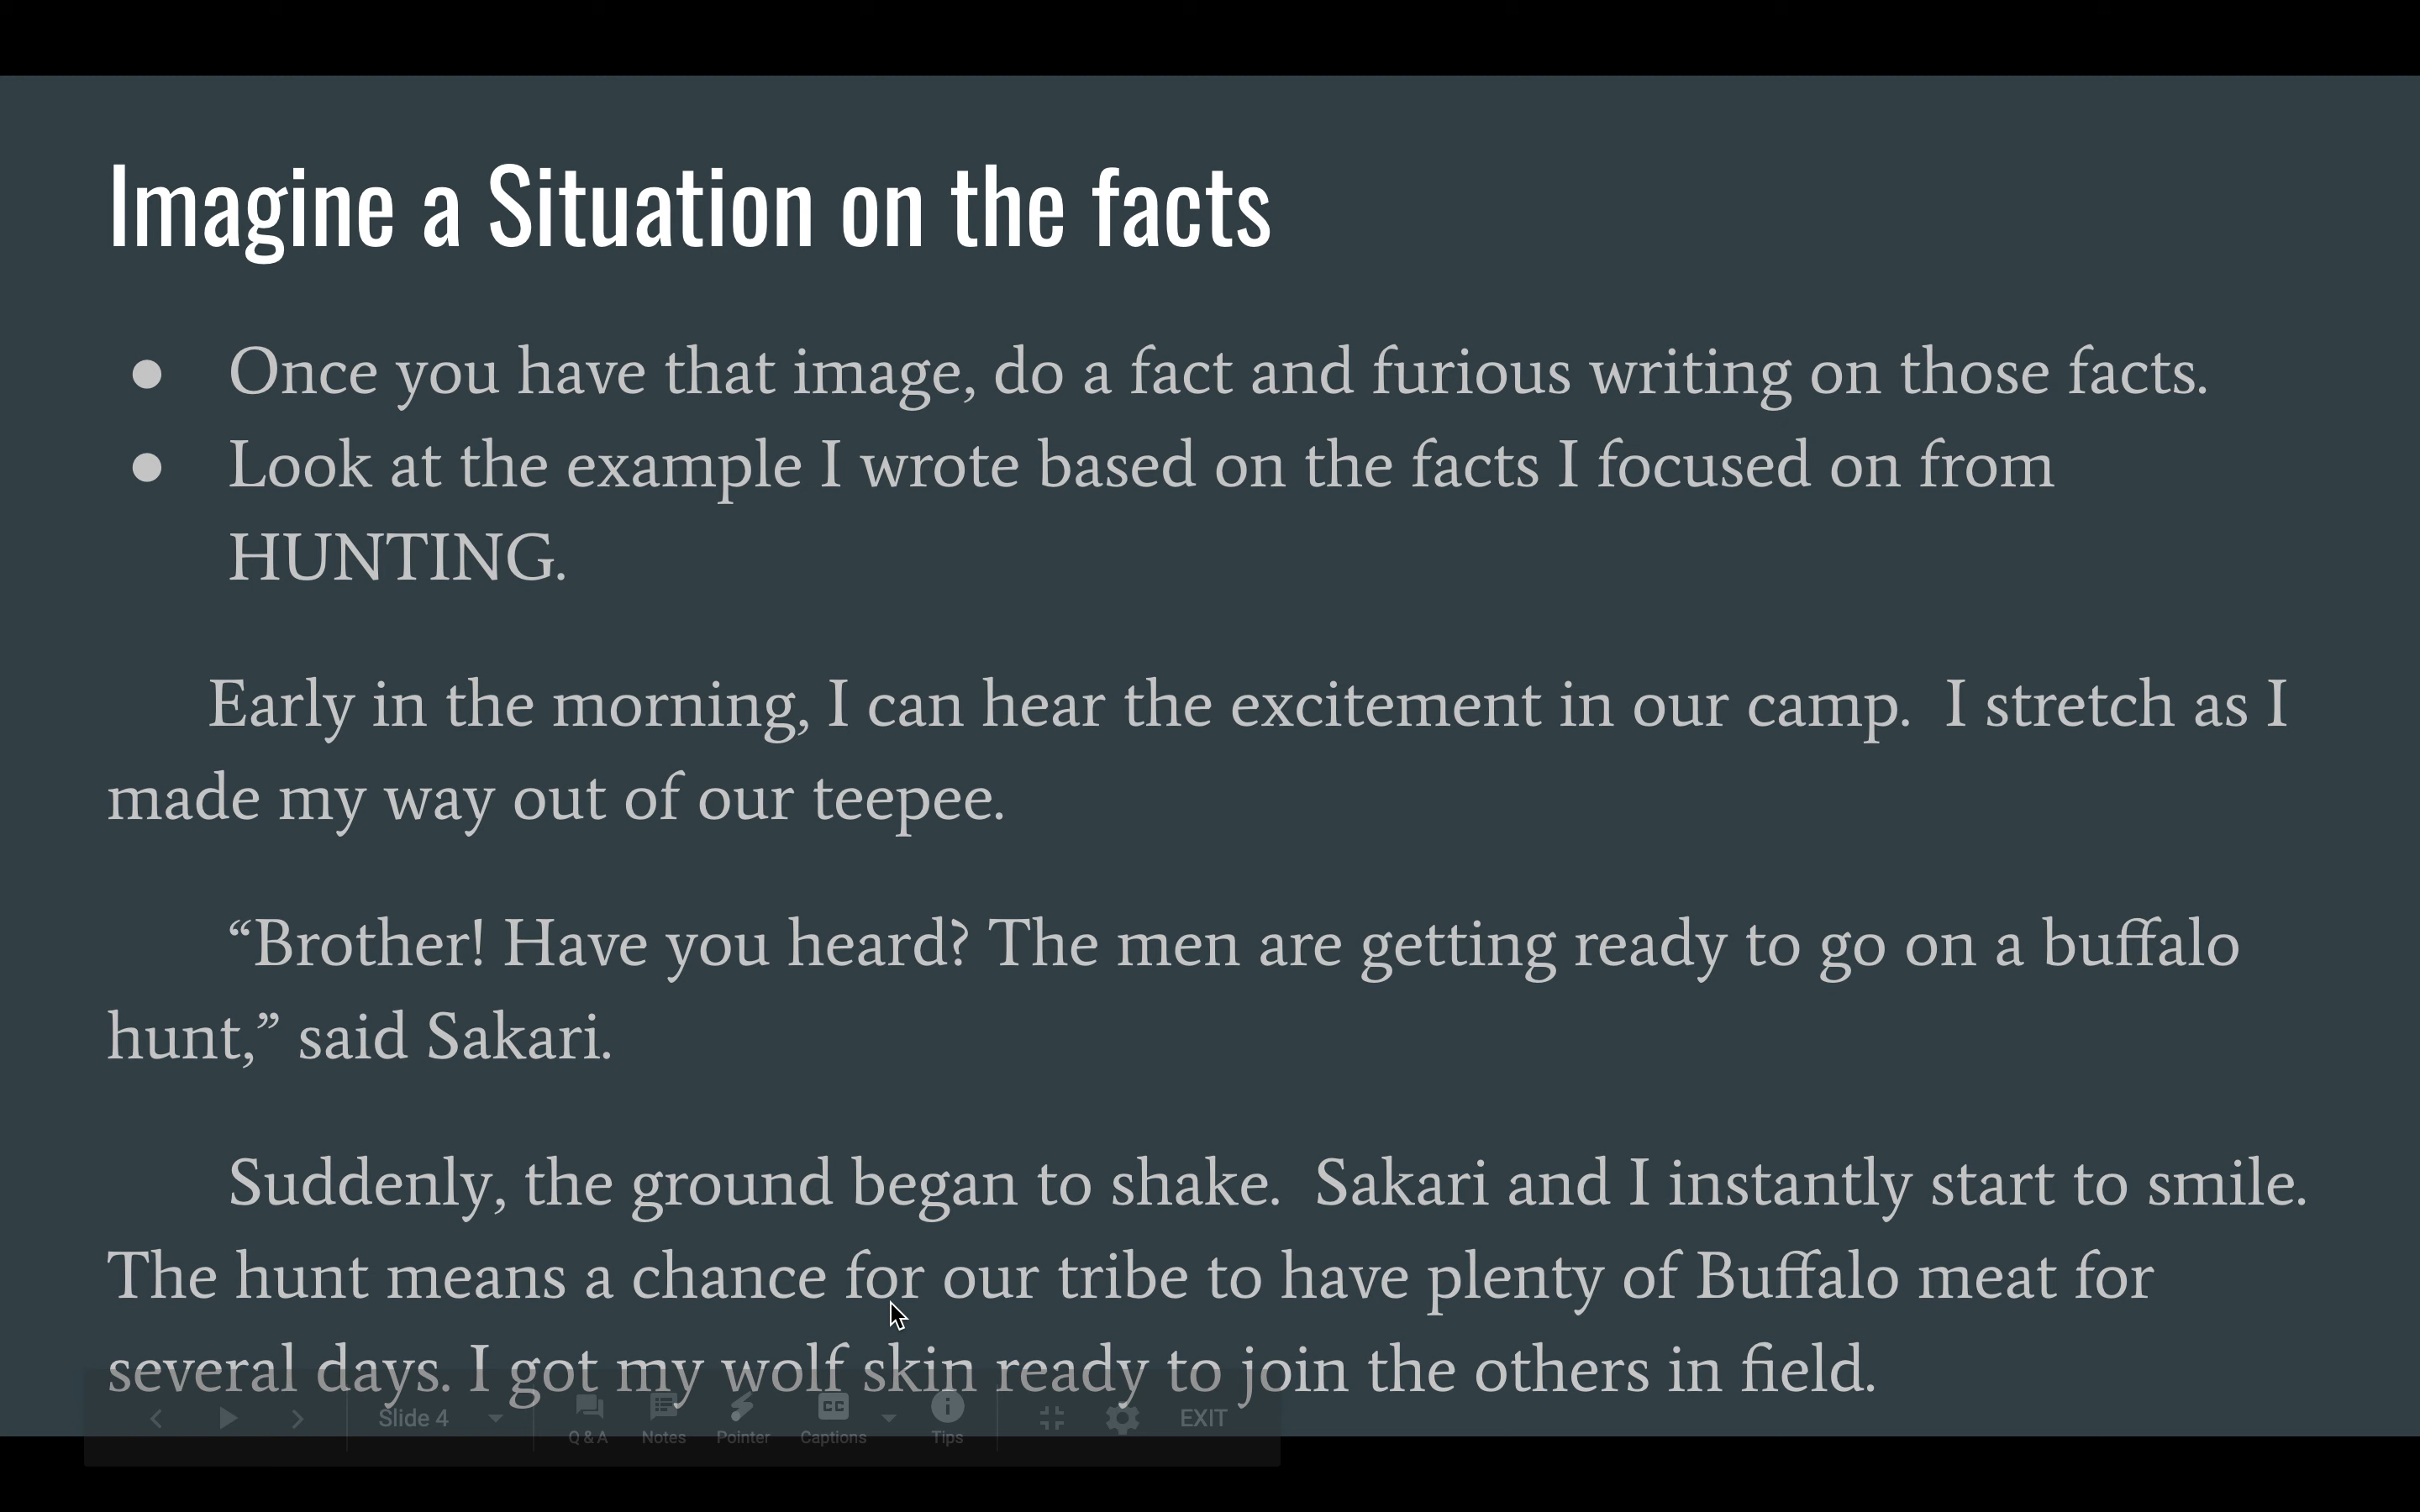 Imagine a Situation on the facts
● Once you have that image, do a fact and furious writing on those facts.
● Look at the example I wrote based on the facts I focused on from
HUNTING.
Early in the morning, I can hear the excitement in our camp.  I stretch as I
made my way out of our teepee.
“Brother! Have you heard? The men are getting ready to go on a buffalo
hunt,” said Sakari.
Suddenly, the ground began to shake.  Sakari and I instantly start to smile.
The hunt means a chance for our tribe to have plenty of Buffalo meat for
several days. I got my wolf skin ready to join the others in field.
Slide 4 CC EXIT
Q & A Notes Pointer Captions Tips